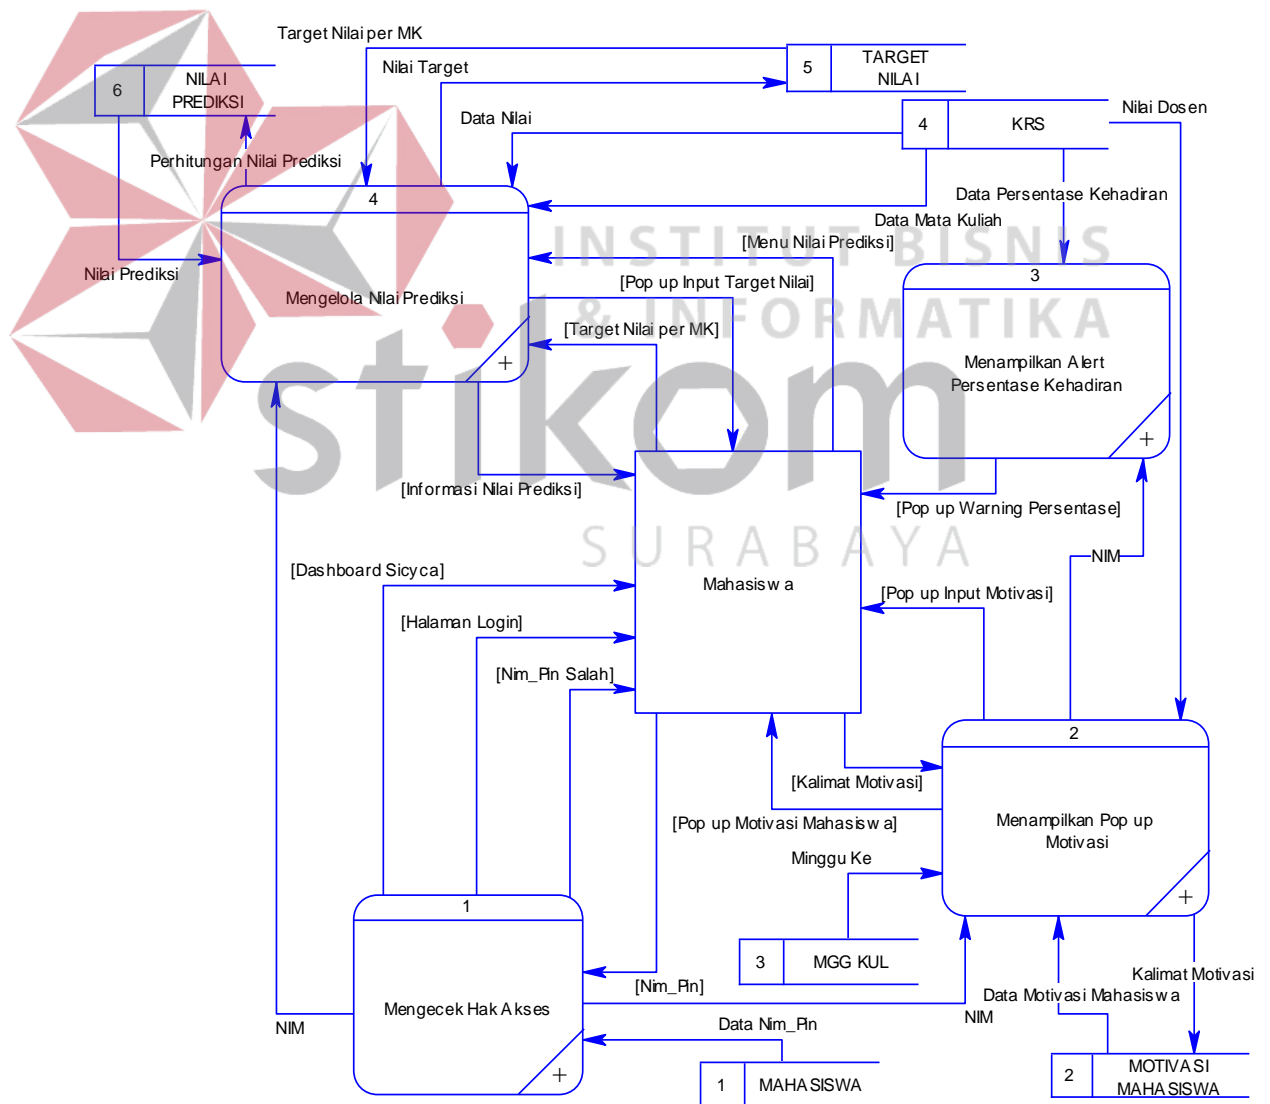 Target Nilai per MK
Nilai Target
5
TARGET
NILAI
6
NILAI
PREDIKSI
Data Nilai
4
KRS
Nilai Dosen
Perhitungan Nilai Prediksi
4
Data Persentase Kehadiran
Data Mata Kuliah
INSTITUT BISNIS
& INFORMATIKA
stikom
SURABAYA
[Menu Nilai Prediksi]
Nilai Prediksi
Mengelola Nilai Prediksi
+
[Pop up Input Target Nilai]
[Target Nilai per MK]
3
Menampilkan Alert
Persentase Kehadiran
+
[Informasi Nilai Prediksi]
[Pop up Warning Persentase]
NIM
[Dashboard Sicyca]
Mahasiswa
[Pop up Input Motivasi]
[Halaman Login]
[Nim_Pin Salah]
2
[Kalimat Motivasi]
[Pop up Motivasi Mahasiswa]
Menampilkan Pop up
Motivasi
+
Minggu Ke
1
3
MGG KUL
Kalimat Motivasi
[Nim_Pin]
Data Motivasi Mahasiswa
Mengecek Hak Akses
+
NIM
NIM
Data Nim_Pin
1
MAHASISWA
2
MOTIVASI
MAHASISWA